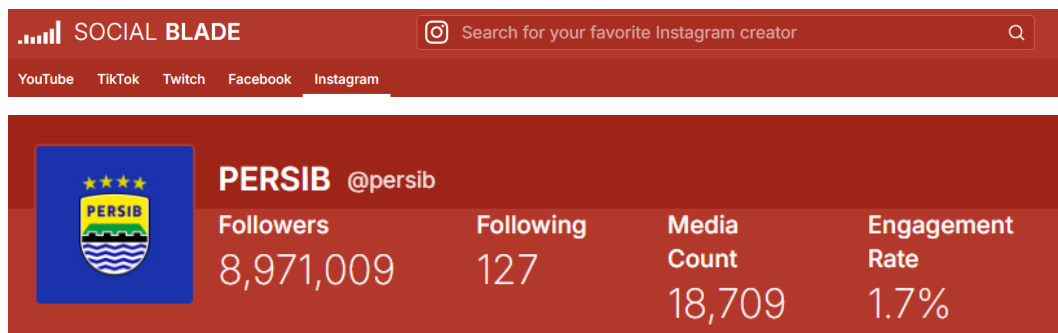 SOCIAL BLADE
Search for your favorite Instagram creator
YouTube TikTok Twitch Facebook Instagram
PERSIB
PERSIB @persib
Followers
8,971,009
Following
127
Media
Count
18,709
Engagement
Rate
1.7%